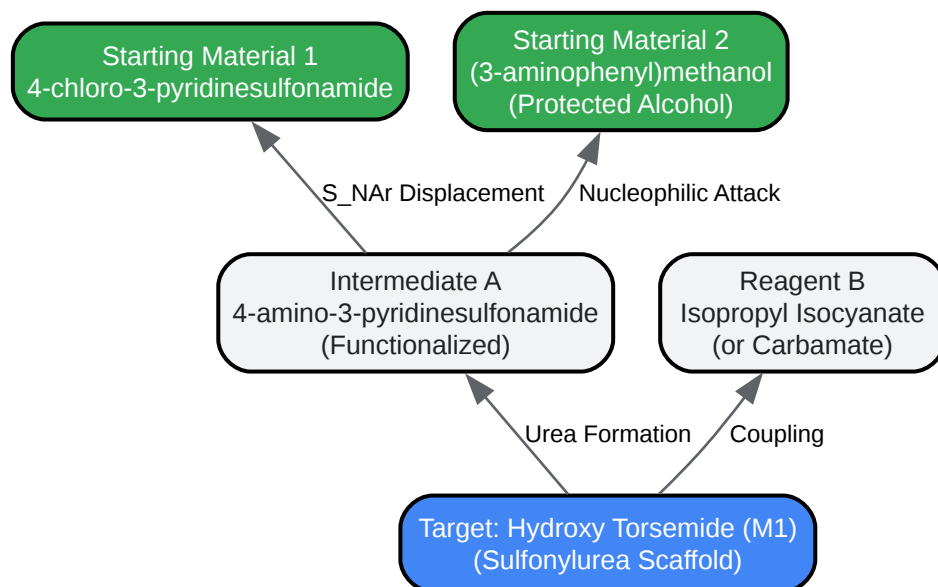 Starting Material 1
4-chloro-3-pyridinesulfonamide
Starting Material 2
(3-aminophenyl)methanol
(Protected Alcohol)
S_NAr Displacement
Nucleophilic Attack
Intermediate A
4-amino-3-pyridinesulfonamide
(Functionalized)
Reagent B
Isopropyl Isocyanate
(or Carbamate)
Urea Formation
Coupling
Target: Hydroxy Torsemide (M1)
(Sulfonylurea Scaffold)